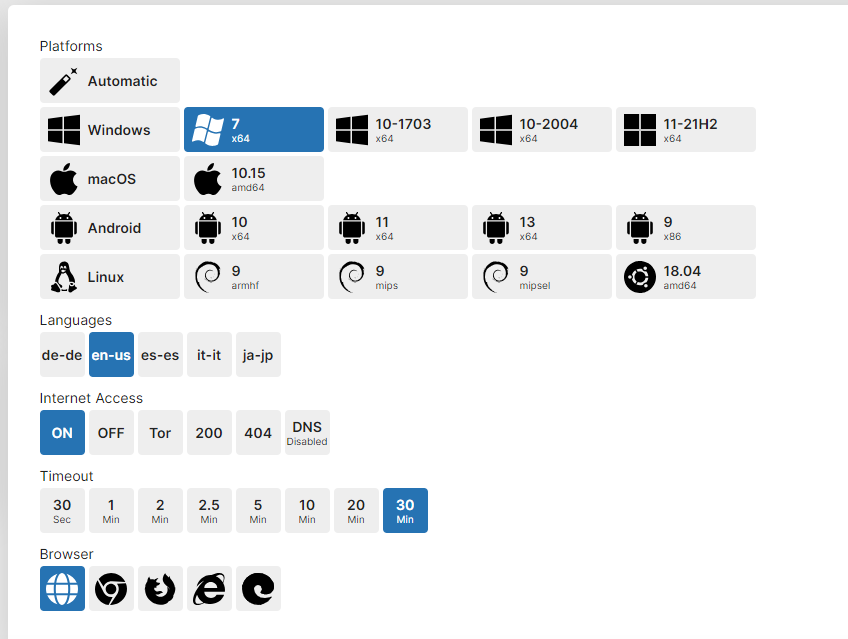 Platforms
Automatic
Windows
7
x64
10-1703
x64
10-2004
x64
11-21H2
x64
macOS
10.15
amd64
Android
10
x64
11
x64
13
x64
9
x86
Linux
9
armhf
9
mips
9
mipsel
18.04
amd64
Languages
de-de en-us es-es it-it ja-jp
Internet Access
ON OFF Tor 200 404 DNS
Disabled
Timeout
30 1 2 2.5 5 10 20 30
Sec Min Min Min Min Min Min Min
Browser